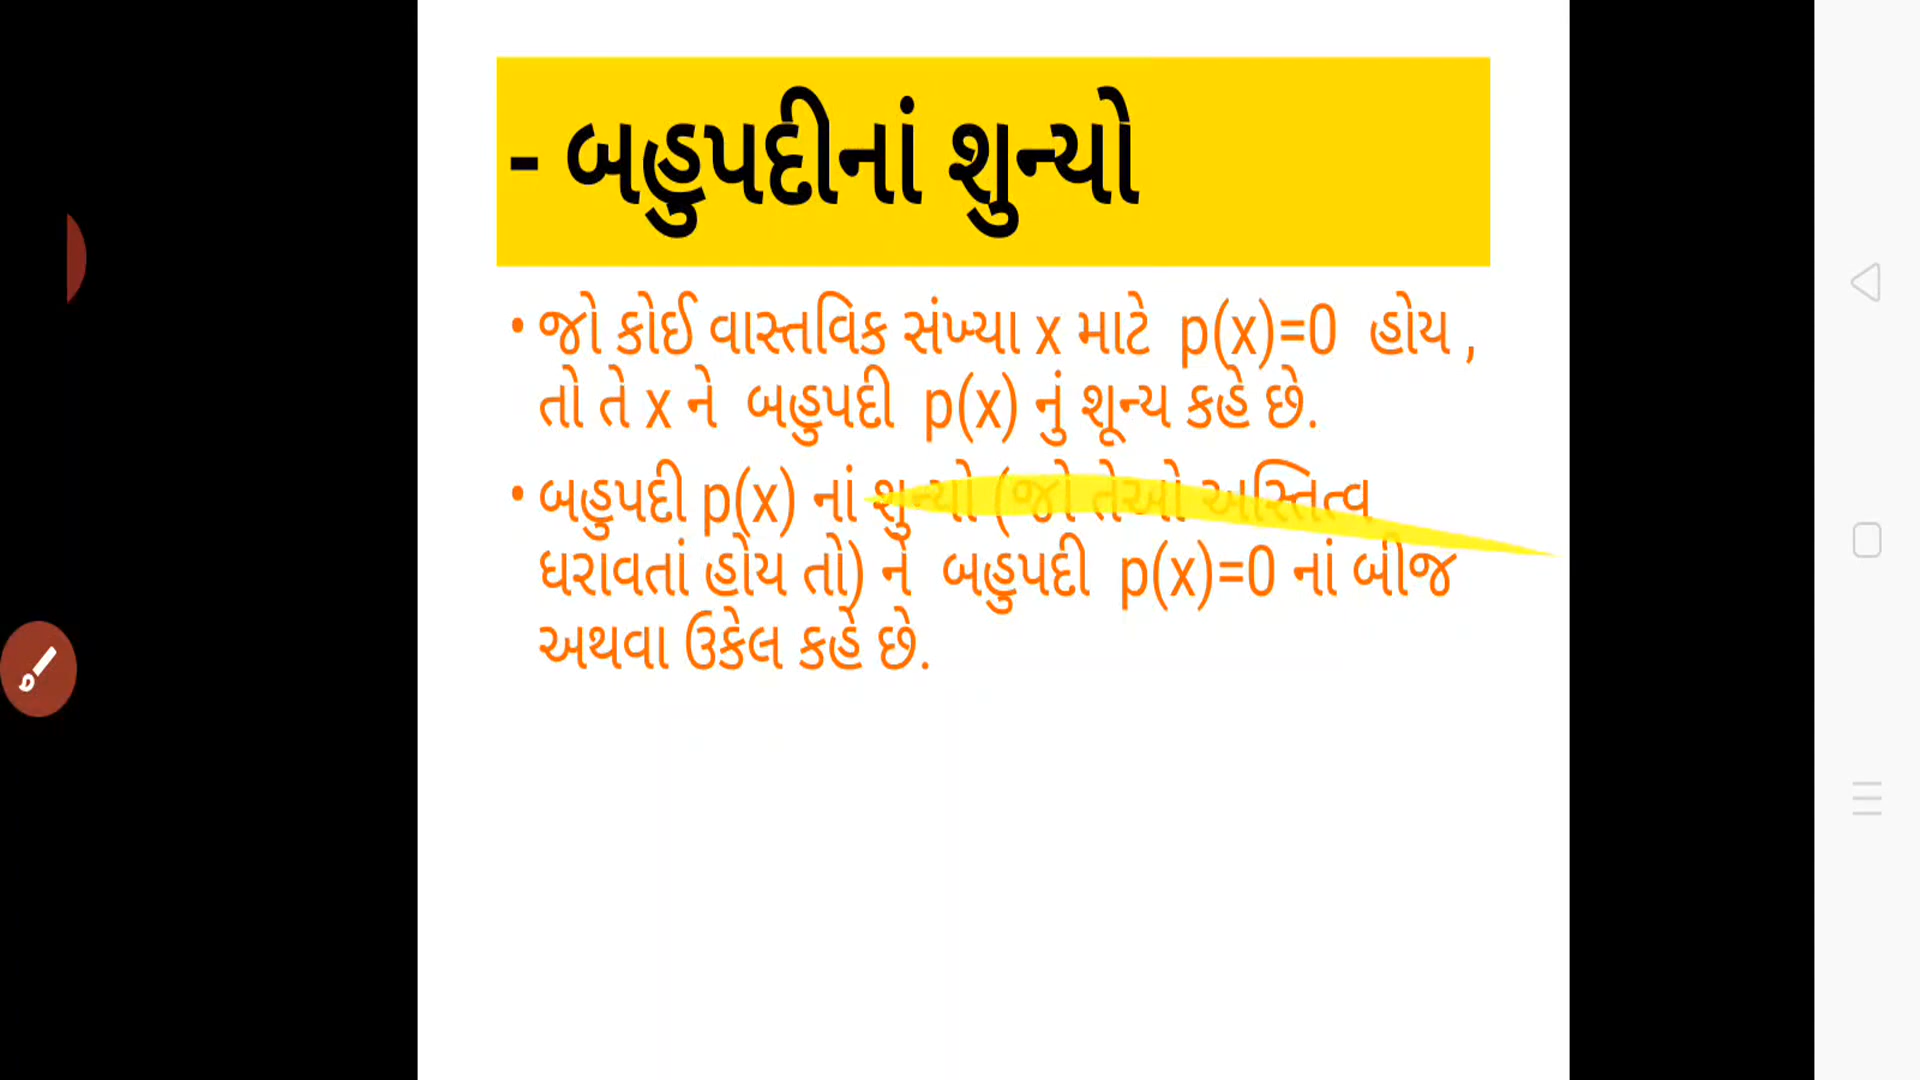 - બહુપદીનાં શુન્યો
• જો કોઈ વાસ્તવિક સંખ્યા x માટે p(x)=0 હોય ,
તો તે x ને બહુપદી p(x) નું શૂન્ય કહે છે.
• બહુપદી p(x) નાં શુન્યો (જો તેઓ અસ્તિત્વ
ધરાવતાં હોય તો) ને બહુપદી p(x)=0 નાં બીજ
અથવા ઉકેલ કહે છે.